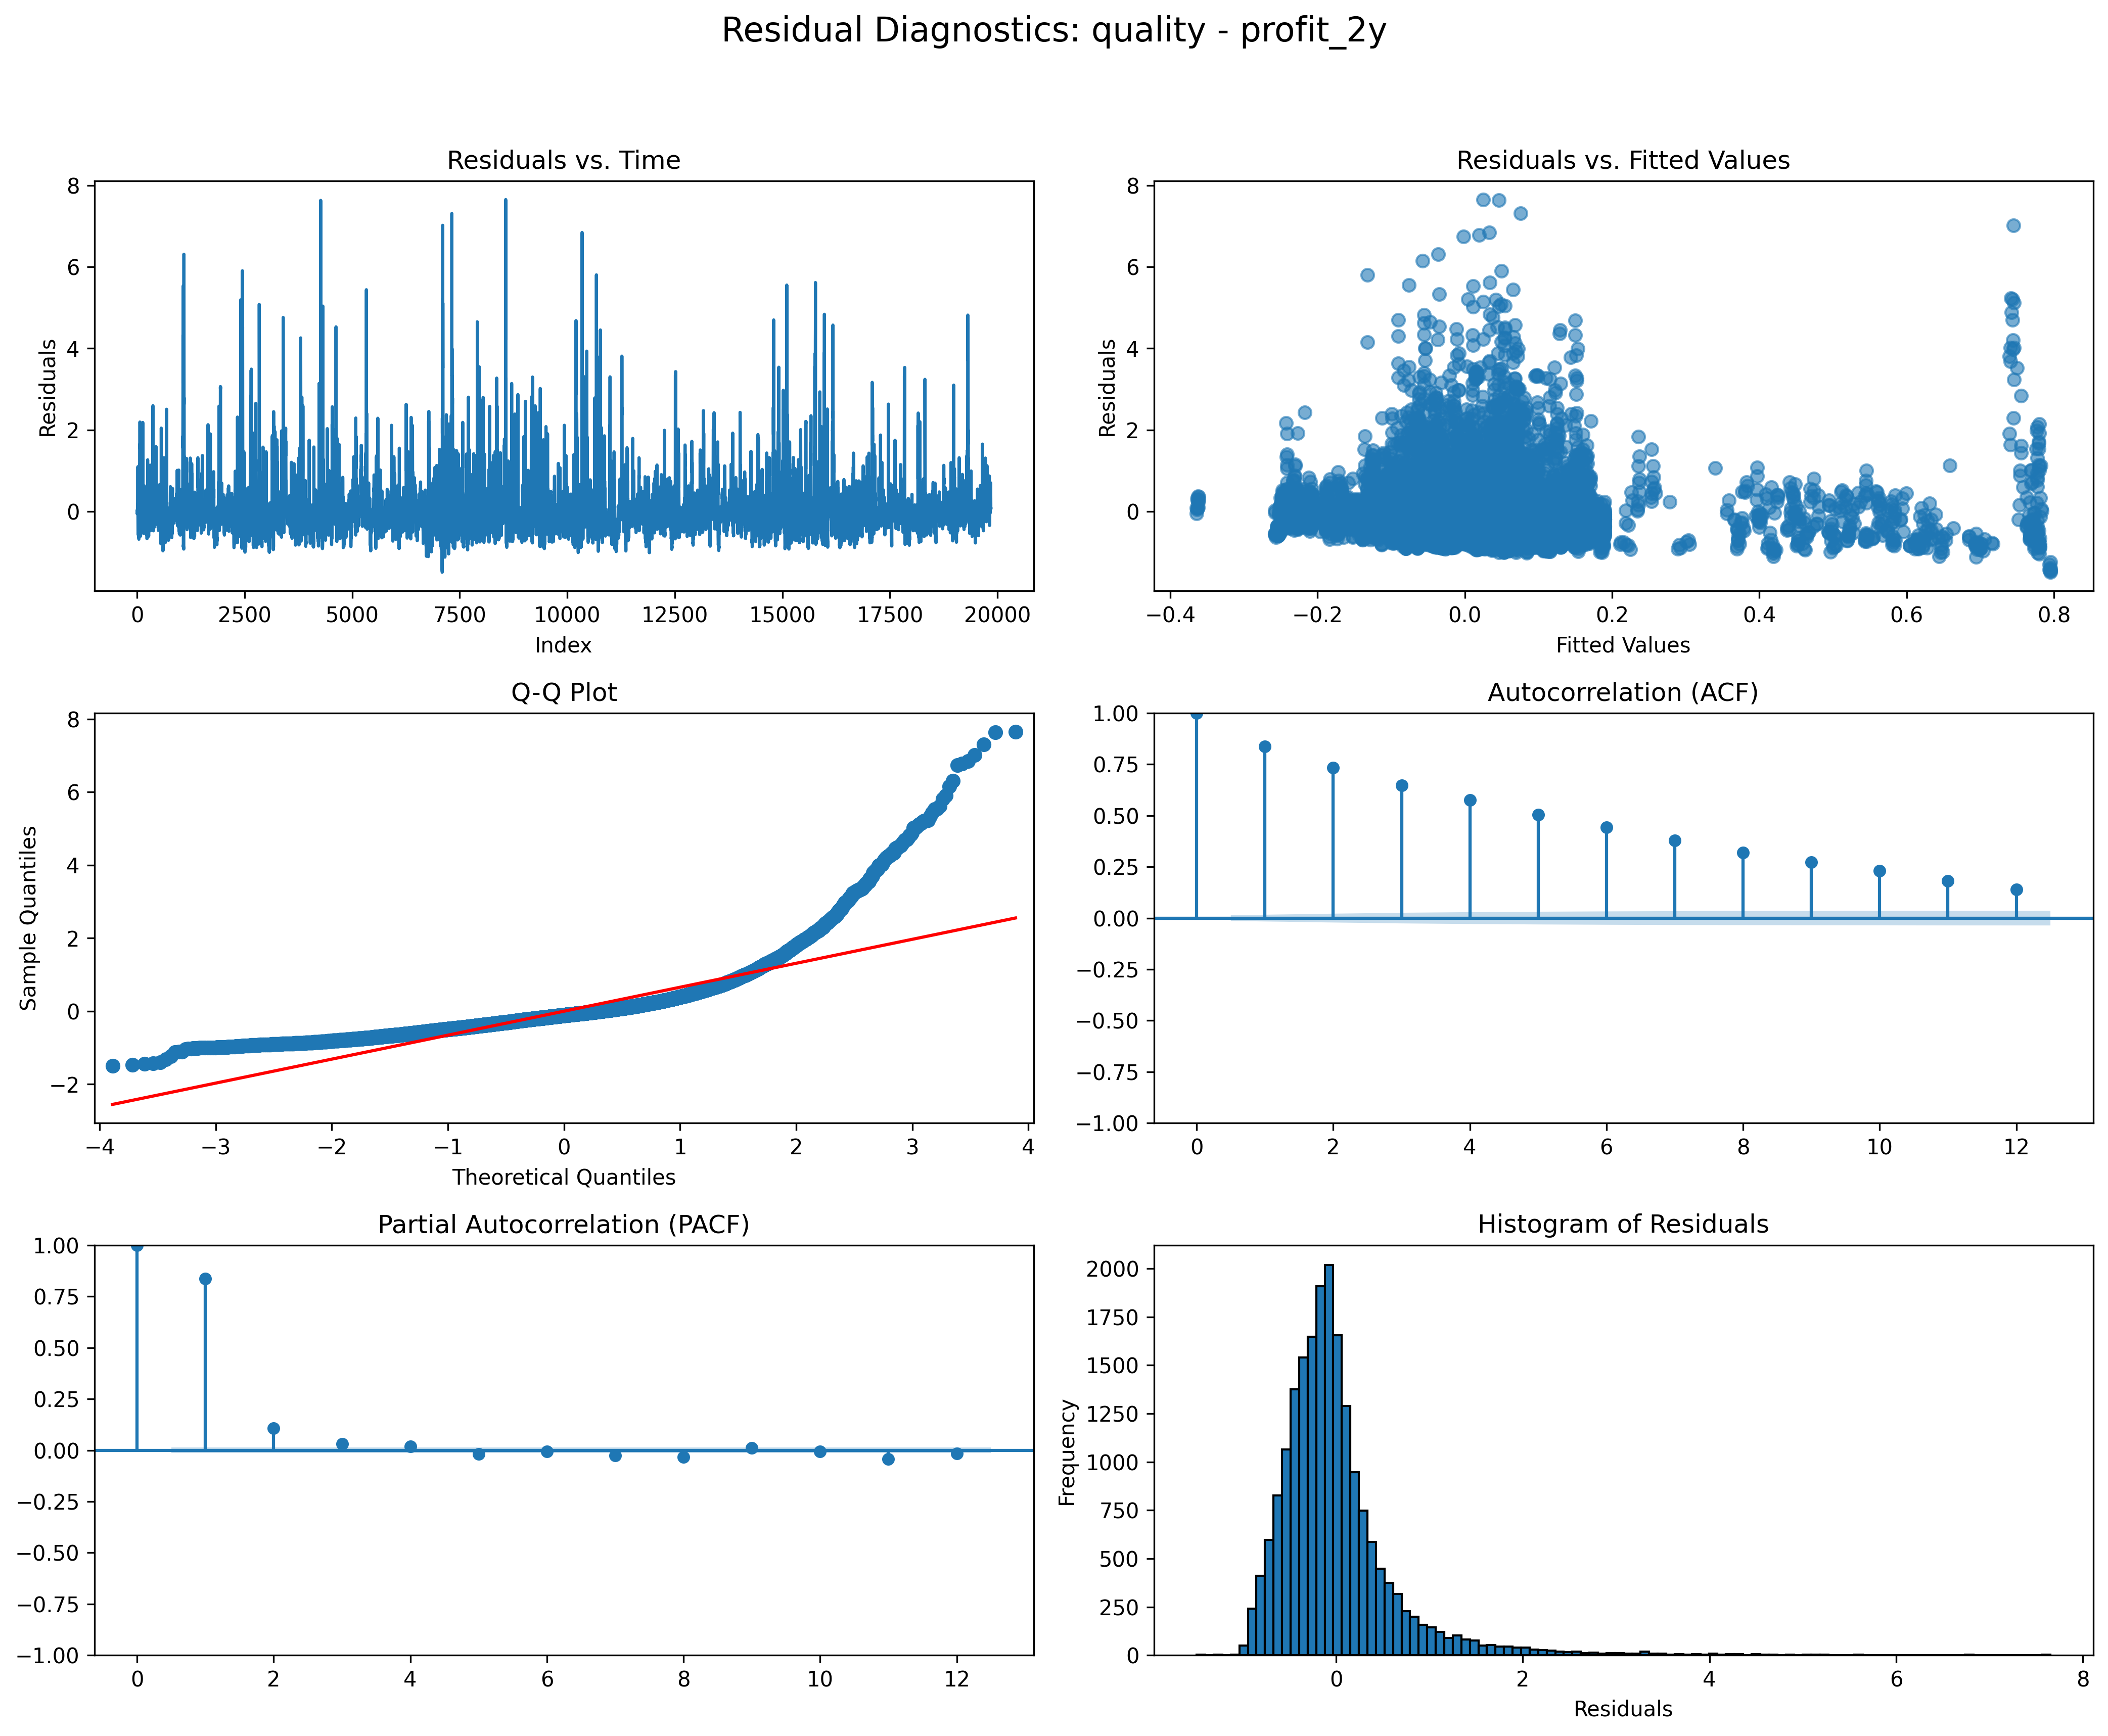 Residual Diagnostics: quality - profit_2y
Residuals vs. Time
Residuals
8
6
4
2
0
0 2500 5000 7500 10000 12500 15000 17500 20000
Index
Residuals vs. Fitted Values
Residuals
8
6
4
2
0
−0.4 −0.2 0.0 0.2 0.4 0.6 0.8
Fitted Values
Q-Q Plot
Sample Quantiles
8
6
4
2
0
−2
−4 −3 −2 −1 0 1 2 3 4
Theoretical Quantiles
Autocorrelation (ACF)
1.00
0.75
0.50
0.25
0.00
−0.25
−0.50
−0.75
−1.00
0 2 4 6 8 10 12
Partial Autocorrelation (PACF)
1.00
0.75
0.50
0.25
0.00
−0.25
−0.50
−0.75
−1.00
0 2 4 6 8 10 12
Histogram of Residuals
Frequency
2000
1750
1500
1250
1000
750
500
250
0
0 2 4 6 8
Residuals